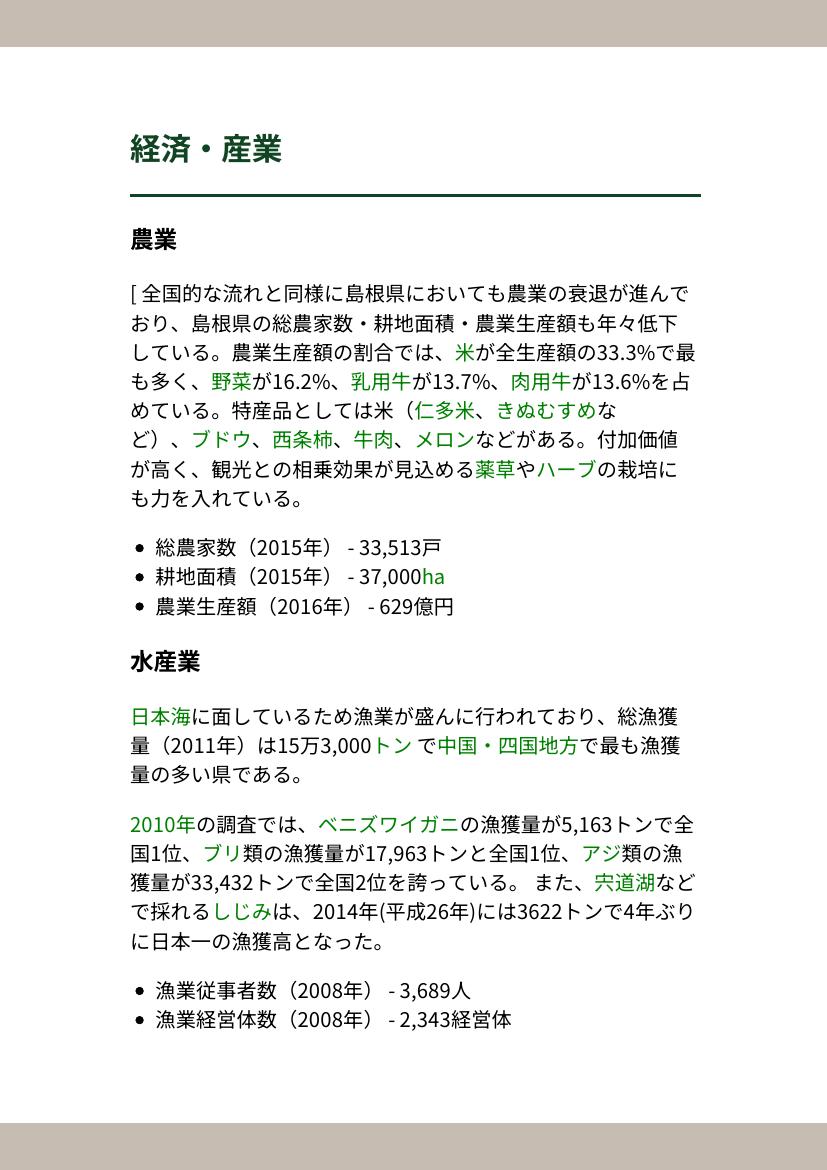 経済・産業
農業
[ 全国的な流れと同様に島根県においても農業の衰退が進んで
おり、島根県の総農家数・耕地面積・農業生産額も年々低下
している。農業生産額の割合では、米が全生産額の33.3%で最
も多く、野菜が16.2%、乳用牛が13.7%、肉用牛が13.6%を占
めている。特産品としては米（仁多米、きぬむすめな
ど）、ブドウ、西条柿、牛肉、メロンなどがある。付加価値
が高く、観光との相乗効果が見込める薬草やハーブの栽培に
も力を入れている。
● 総農家数（2015年） - 33,513戸
● 耕地面積（2015年） - 37,000ha
● 農業生産額（2016年） - 629億円
水産業
日本海に面しているため漁業が盛んに行われており、総漁獲
量（2011年）は15万3,000トン で中国・四国地方で最も漁獲
量の多い県である。
2010年の調査では、ベニズワイガニの漁獲量が5,163トンで全
国1位、ブリ類の漁獲量が17,963トンと全国1位、アジ類の漁
獲量が33,432トンで全国2位を誇っている。 また、宍道湖など
で採れるしじみは、2014年(平成26年)には3622トンで4年ぶり
に日本一の漁獲高となった。
● 漁業従事者数（2008年） - 3,689人
● 漁業経営体数（2008年） - 2,343経営体